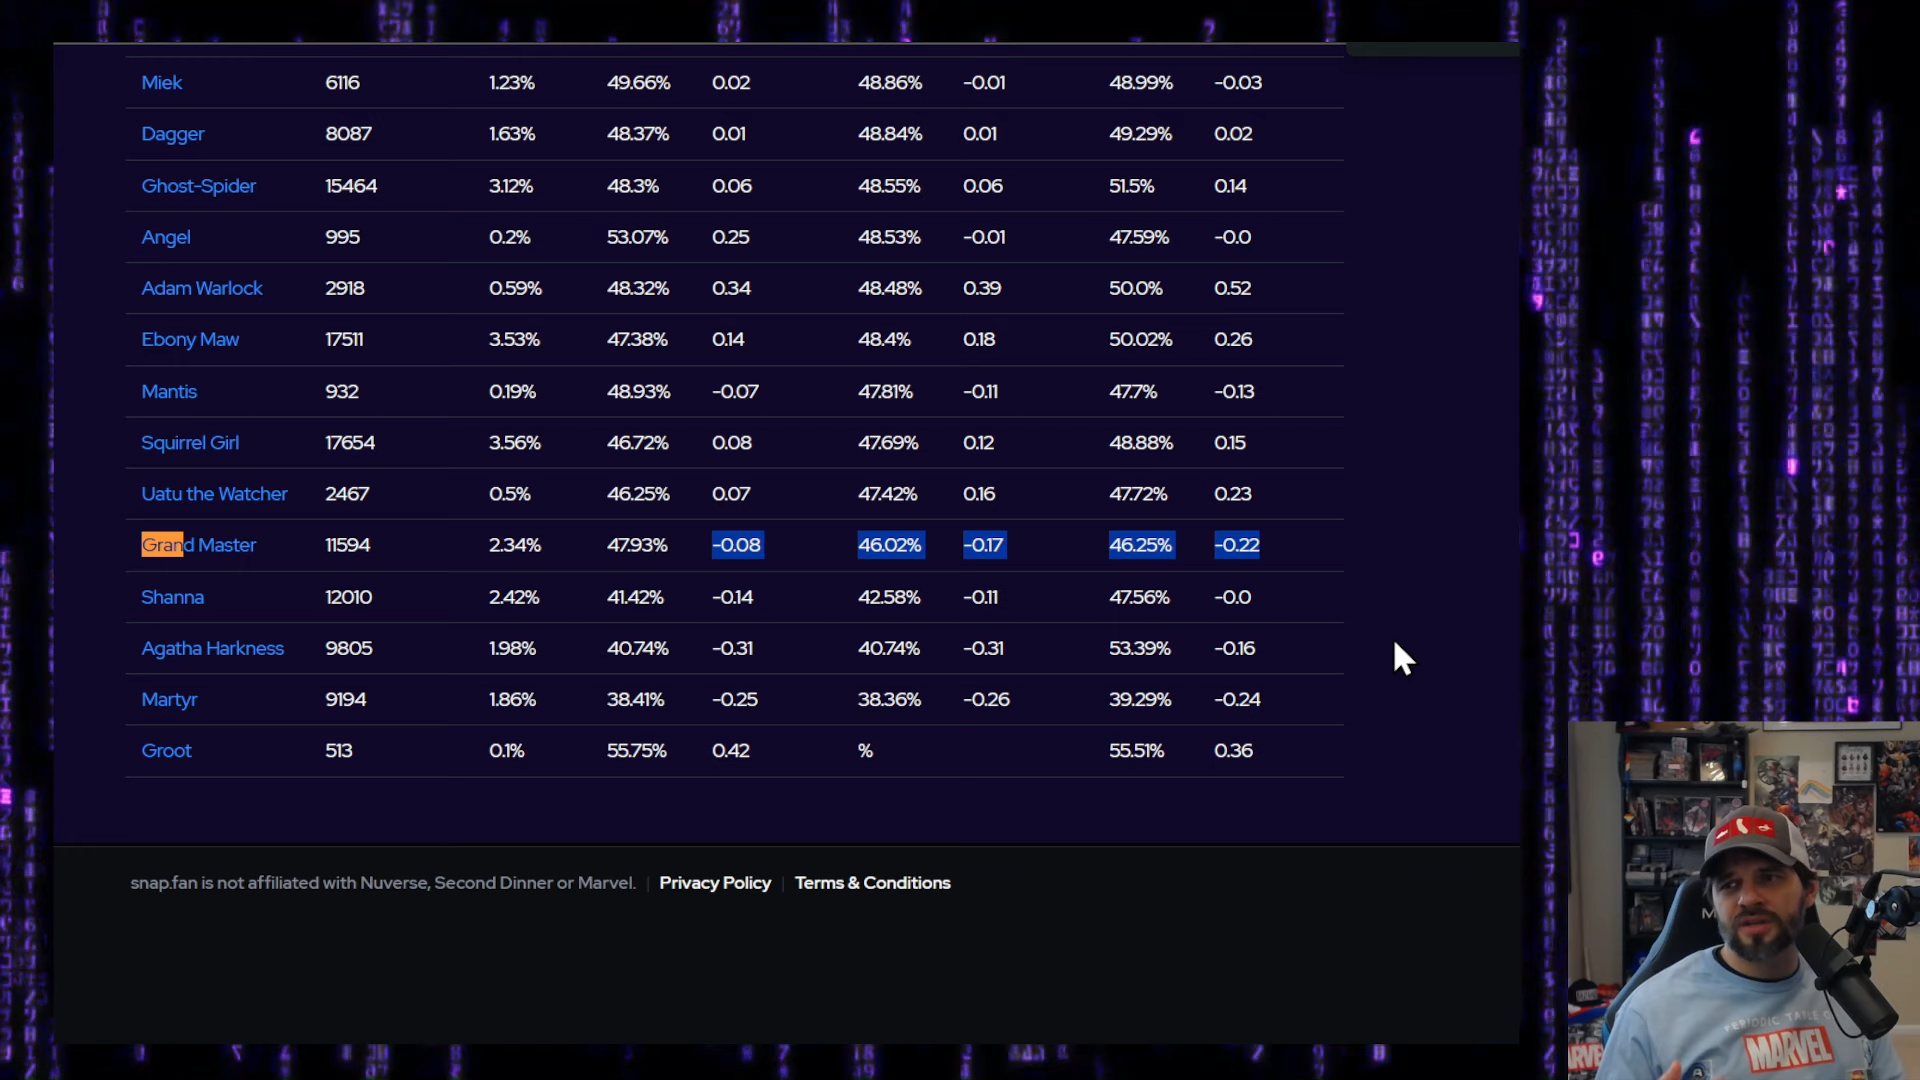 Miek 6116 1.23% 49.66% 0.02 48.86% -0.01 48.99% -0.03
Dagger 8087 1.63% 48.37% 0.01 48.84% 0.01 49.29% 0.02
Ghost-Spider 15464 3.12% 48.3% 0.06 48.55% 0.06 51.5% 0.14
Angel 995 0.2% 53.07% 0.25 48.53% -0.01 47.59% -0.0
Adam Warlock 2918 0.59% 48.32% 0.34 48.48% 0.39 50.0% 0.52
Ebony Maw 17511 3.53% 47.38% 0.14 48.4% 0.18 50.02% 0.26
Mantis 932 0.19% 48.93% -0.07 47.81% -0.11 47.7% -0.13
Squirrel Girl 17654 3.56% 46.72% 0.08 47.69% 0.12 48.88% 0.15
Uatu the Watcher 2467 0.5% 46.25% 0.07 47.42% 0.16 47.72% 0.23
Grand Master 11594 2.34% 47.93% -0.08 46.02% -0.17 46.25% -0.22
Shanna 12010 2.42% 41.42% -0.14 42.58% -0.11 47.56% -0.0
Agatha Harkness 9805 1.98% 40.74% -0.31 40.74% -0.31 53.39% -0.16
Martyr 9194 1.86% 38.41% -0.25 38.36% -0.26 39.29% -0.24
Groot 513 0.1% 55.75% 0.42 % 55.51% 0.36
snap.fan is not affiliated with Nuverse, Second Dinner or Marvel. Privacy Policy Terms & Conditions
PERIODIC TABLE O
MARVEL